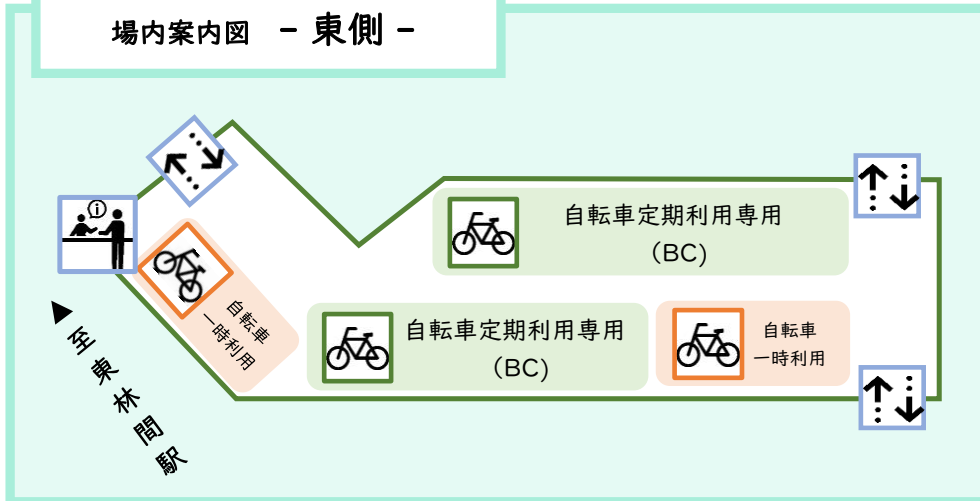 場内案内図 － 東側 －
自転車定期利用専用
(BC)
自転車
一時利用
自転車定期利用専用
(BC)
自転車
一時利用
▲至東林間駅